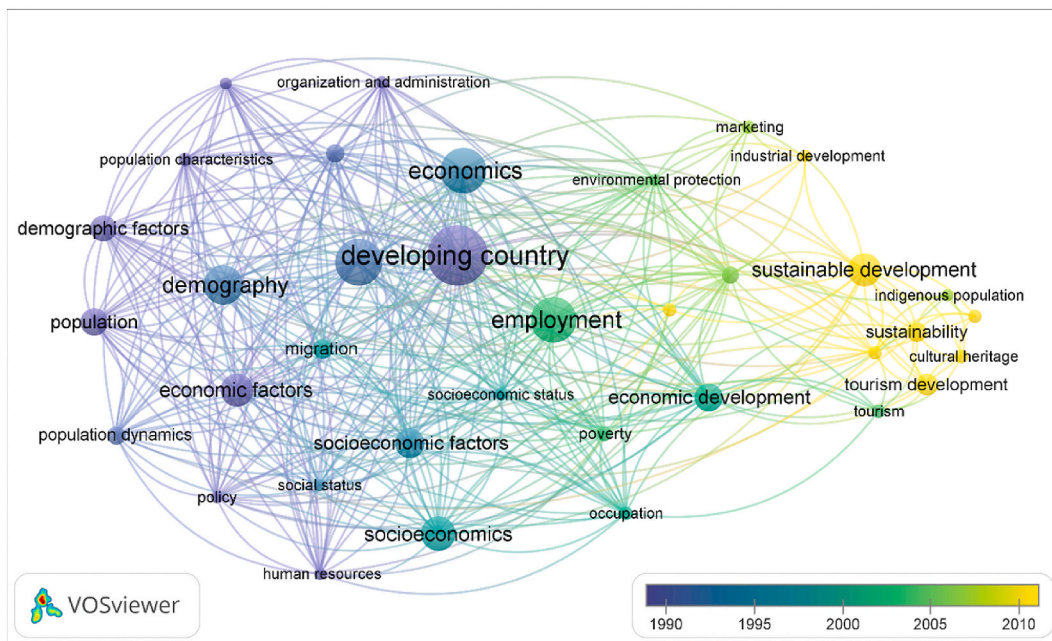 organization and administration
marketing
population characteristics
industrial development
economics
environmental protection
demographic factors
developing country
sustainable development
demography
indigenous population
population
employment
sustainability
migration
cultural heritage
economic factors
socioeconomic status
economic development
tourism development
tourism
population dynamics
socioeconomic factors
poverty
social status
policy
occupation
socioeconomics
human resources
VOSviewer
1990 1995 2000 2005 2010